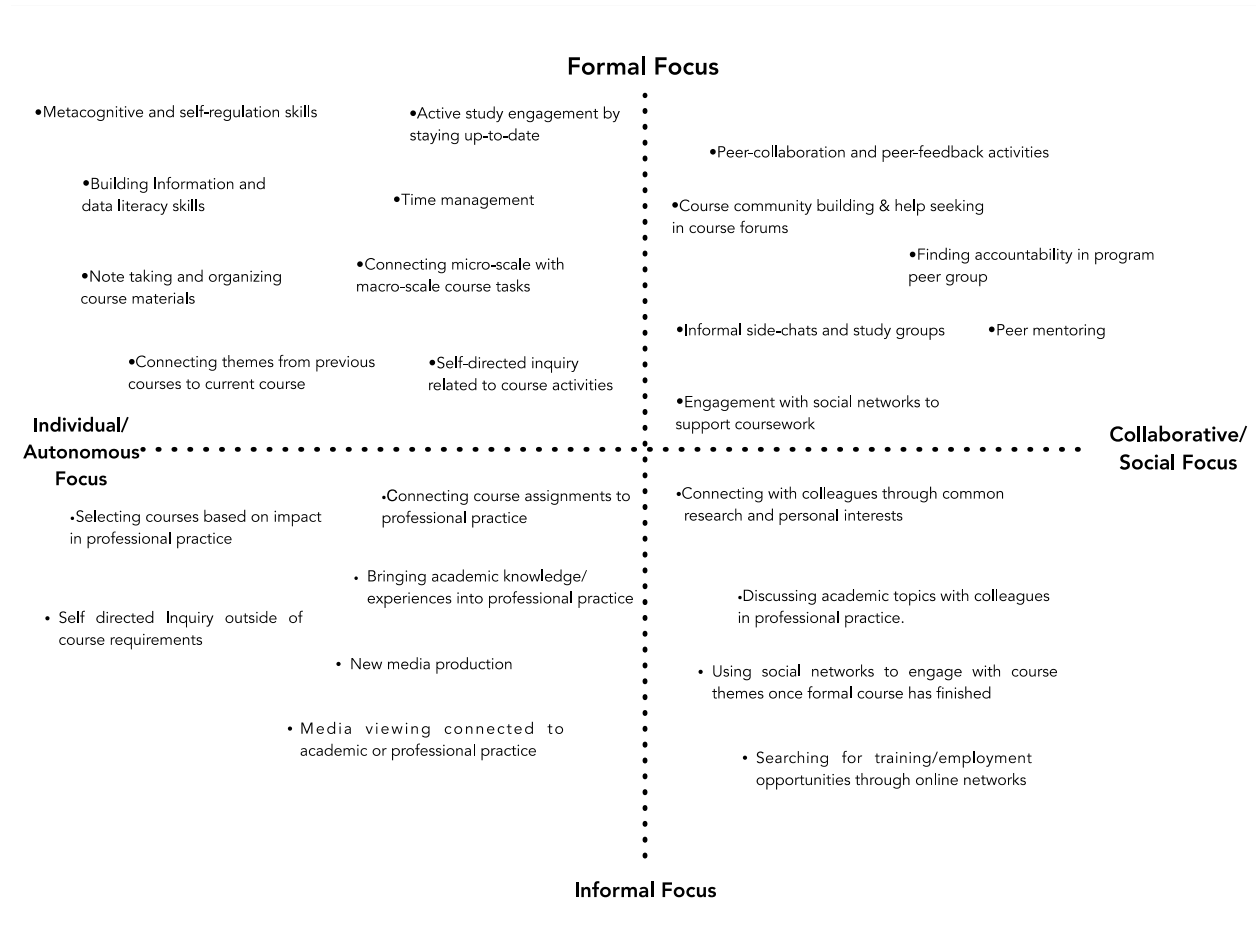 Formal Focus
•Metacognitive and self-regulation skills
•Active study engagement by
staying up-to-date
•Peer-collaboration and peer-feedback activities
•Building Information and
data literacy skills
•Time management
•Course community building & help seeking
in course forums
•Finding accountability in program
peer group
•Note taking and organizing
course materials
•Connecting micro-scale with
macro-scale course tasks
•Informal side-chats and study groups
•Peer mentoring
•Connecting themes from previous
courses to current course
•Self-directed inquiry
related to course activities
•Engagement with social networks to
support coursework
Individual/
Autonomous
Focus
Collaborative/
Social Focus
•Selecting courses based on impact
in professional practice
•Connecting course assignments to
professional practice
•Connecting with colleagues through common
research and personal interests
• Bringing academic knowledge/
experiences into professional practice
• Self directed Inquiry outside of
course requirements
•Discussing academic topics with colleagues
in professional practice.
• New media production
• Using social networks to engage with course
themes once formal course has finished
• Media viewing connected to
academic or professional practice
• Searching for training/employment
opportunities through online networks
Informal Focus